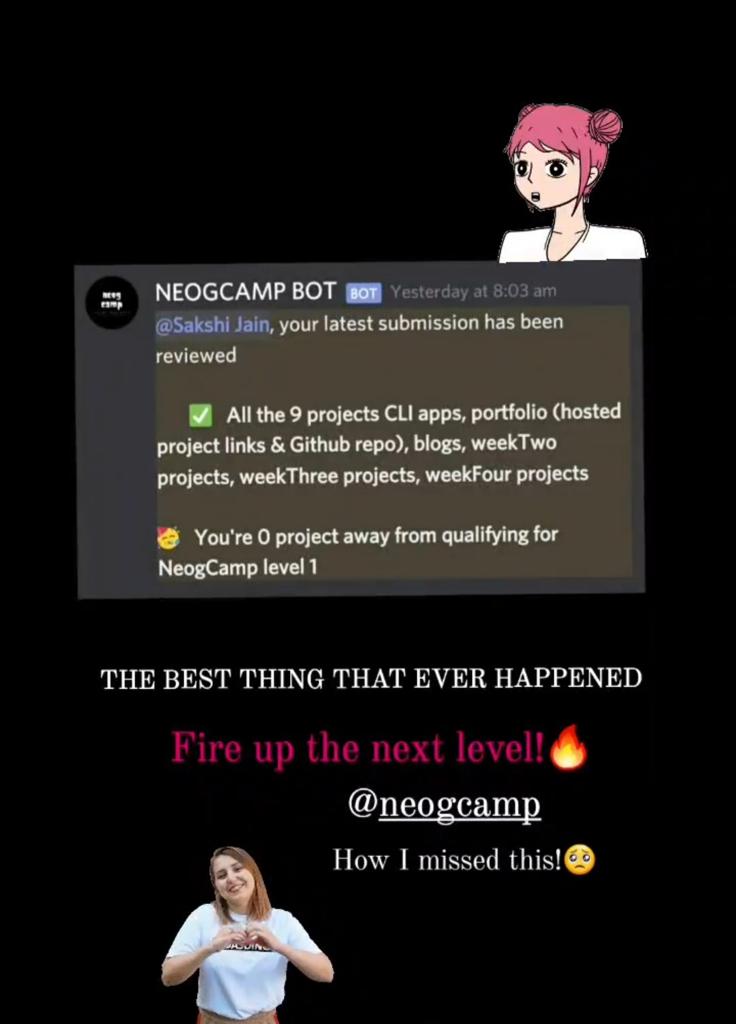 neog
camp
NEOGCAMP BOT BOT Yesterday at 8:03 am
@Sakshi Jain, your latest submission has been
reviewed
✅ All the 9 projects CLI apps, portfolio (hosted
project links & Github repo), blogs, weekTwo
projects, weekThree projects, weekFour projects
🥳 You're 0 project away from qualifying for
NeogCamp level 1
THE BEST THING THAT EVER HAPPENED
Fire up the next level!🔥
@neogcamp
How I missed this!🥺